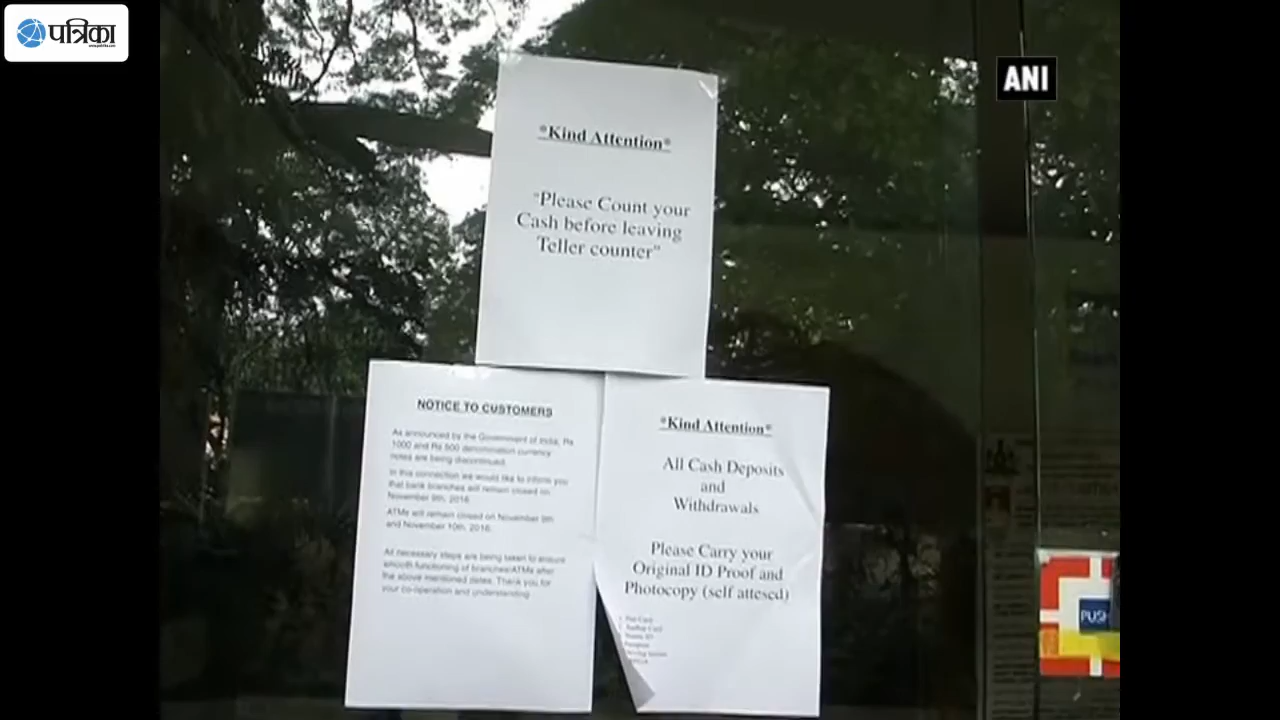 पत्रिका
ANI
*Kind Attention*
"Please Count your
Cash before leaving
Teller counter"
NOTICE TO CUSTOMERS
As announced by the Government of India, Rs
1000 and Rs 500 denomination currency
notes are being discontinued.
In this connection we would like to inform you
that bank branches will remain closed on
November 9th, 2016.
ATMs will remain closed on November 9th
and November 10th, 2016.
All necessary steps are being taken to ensure
smooth functioning of branches/ATMs after
the above mentioned dates. Thank you for
your co-operation and understanding.
*Kind Attention*
All Cash Deposits
and
Withdrawals
Please Carry your
Original ID Proof and
Photocopy (self attesed)
Pan Card
PUSH